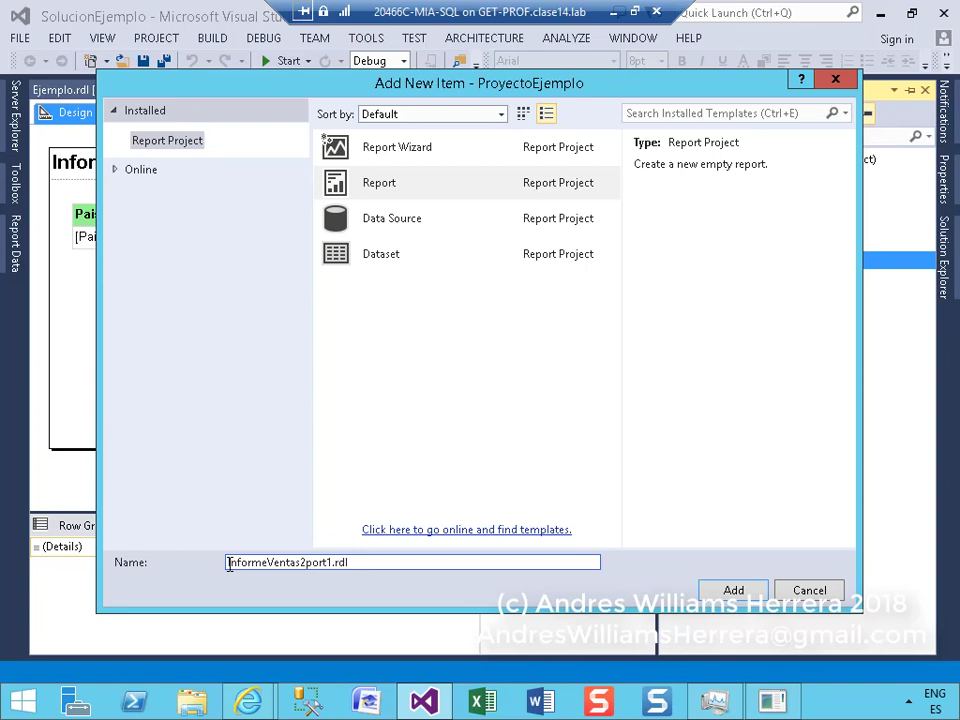 SolucionEjemplo - Microsoft Visual Stu
20466C-MIA-SQL on GET-PROF.clase14.lab
Quick Launch (Ctrl+Q)
FILE EDIT VIEW PROJECT BUILD DEBUG TEAM TOOLS TEST ARCHITECTURE ANALYZE WINDOW HELP
Sign in
Start Debug Arial 8pt B I U A
Ejemplo.rdl [
Design
Server Explorer
Toolbox
Report Data
Notifications
Properties
Solution Explorer
Infor
Pais
[Pai
ct)
Row Gr
(Details)
Add New Item - ProyectoEjemplo
?
Installed
Report Project
Online
Sort by: Default
Search Installed Templates (Ctrl+E)
Report Wizard Report Project
Report Report Project
Data Source Report Project
Dataset Report Project
Type: Report Project
Create a new empty report.
Click here to go online and find templates.
Name: InformeVentas2port1.rdl
Add Cancel
(c) Andres Williams Herrera 2018
AndresWilliamsHerrera@gmail.com
ENG
ES